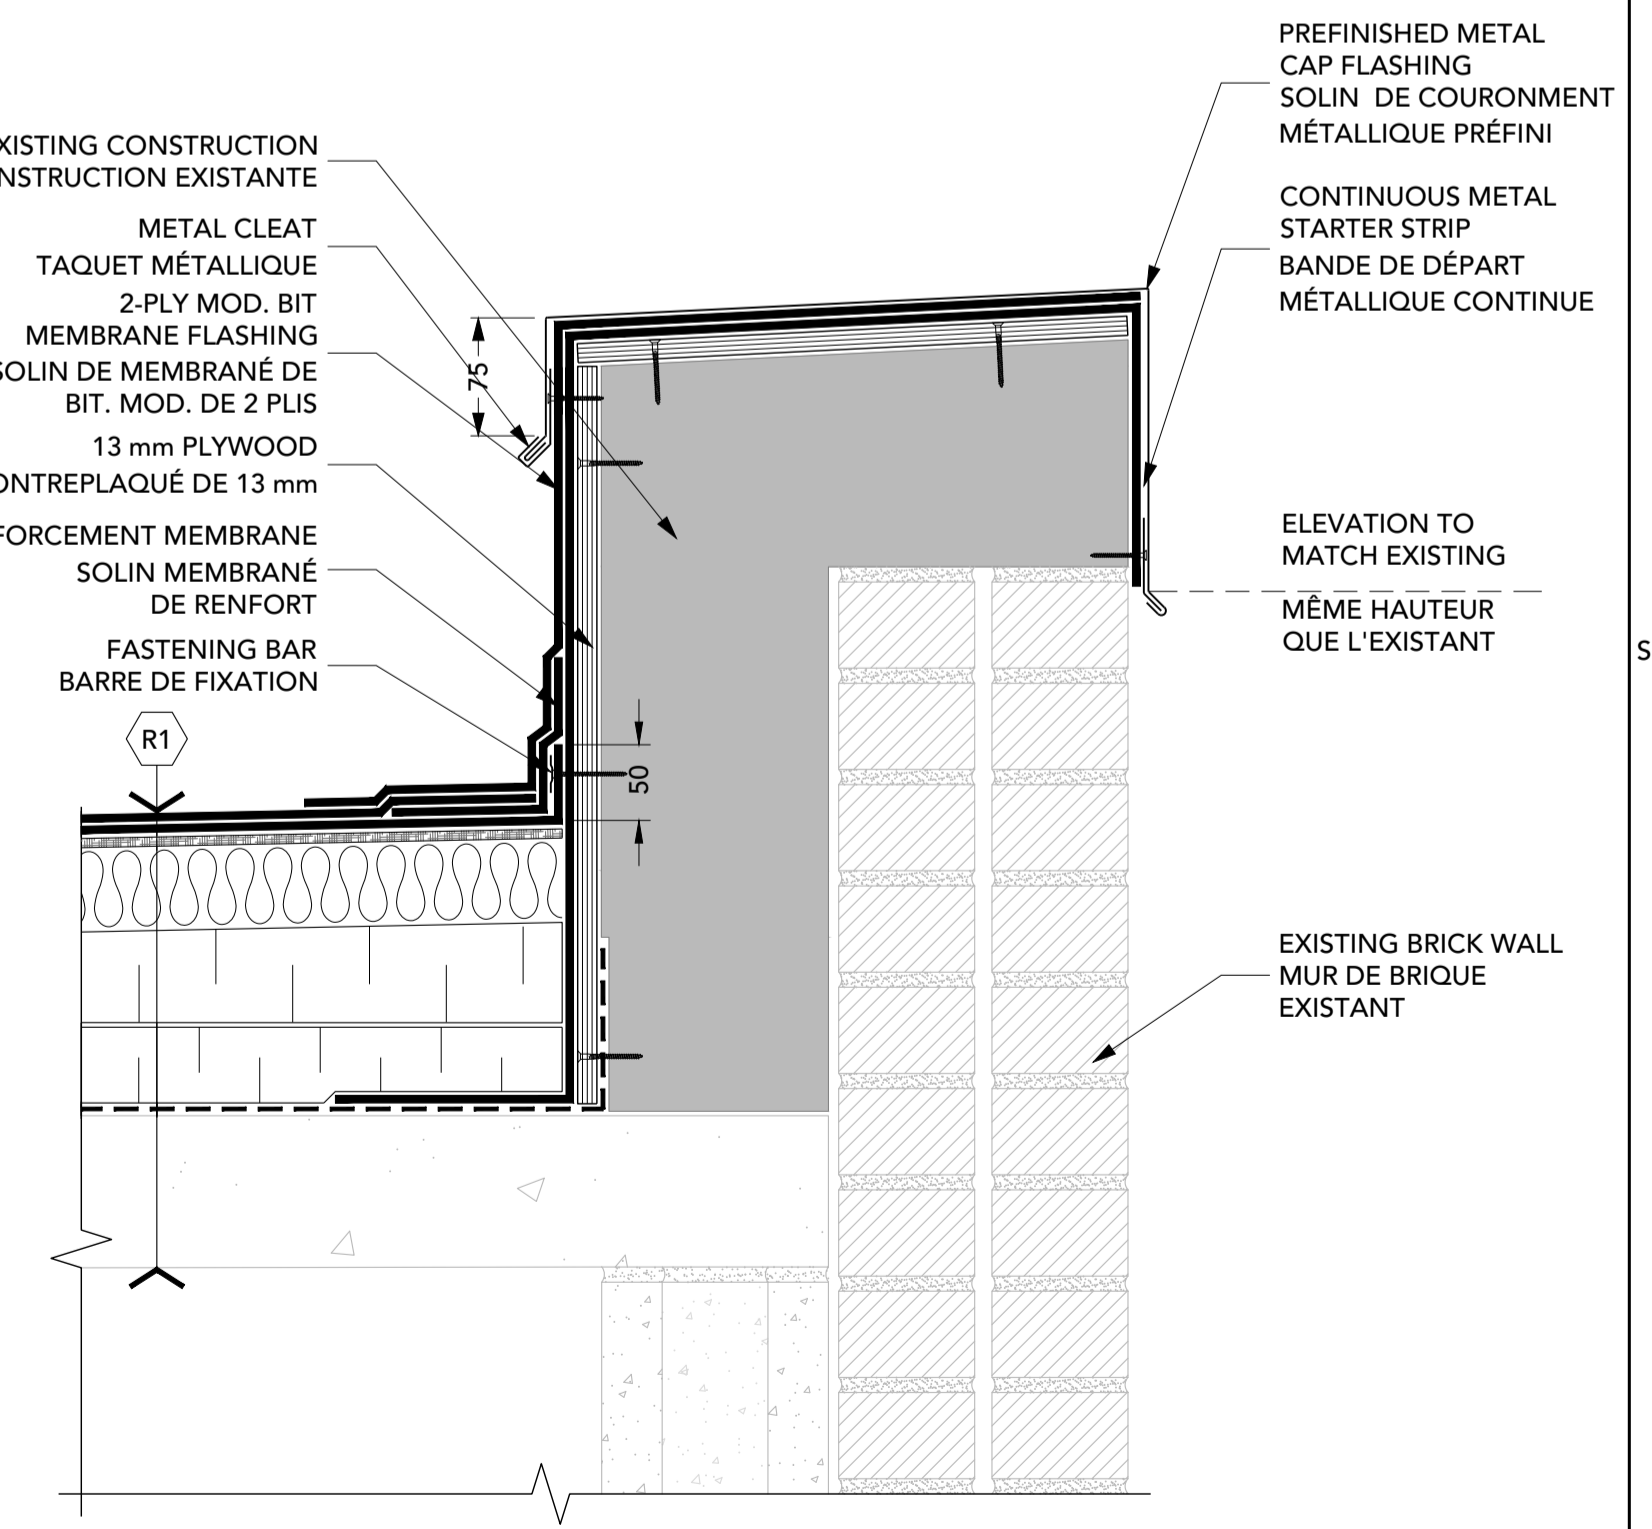 XISTING CONSTRUCTION
NSTRUCTION EXISTANTE
METAL CLEAT
TAQUET MÉTALLIQUE
2-PLY MOD. BIT
MEMBRANE FLASHING
SOLIN DE MEMBRANÉ DE
BIT. MOD. DE 2 PLIS
13 mm PLYWOOD
ONTREPLAQUÉ DE 13 mm
FORCEMENT MEMBRANE
SOLIN MEMBRANÉ
DE RENFORT
FASTENING BAR
BARRE DE FIXATION
R1
75
50
PREFINISHED METAL
CAP FLASHING
SOLIN DE COURONMENT
MÉTALLIQUE PRÉFINI
CONTINUOUS METAL
STARTER STRIP
BANDE DE DÉPART
MÉTALLIQUE CONTINUE
ELEVATION TO
MATCH EXISTING
MÊME HAUTEUR
QUE L'EXISTANT
EXISTING BRICK WALL
MUR DE BRIQUE
EXISTANT
S